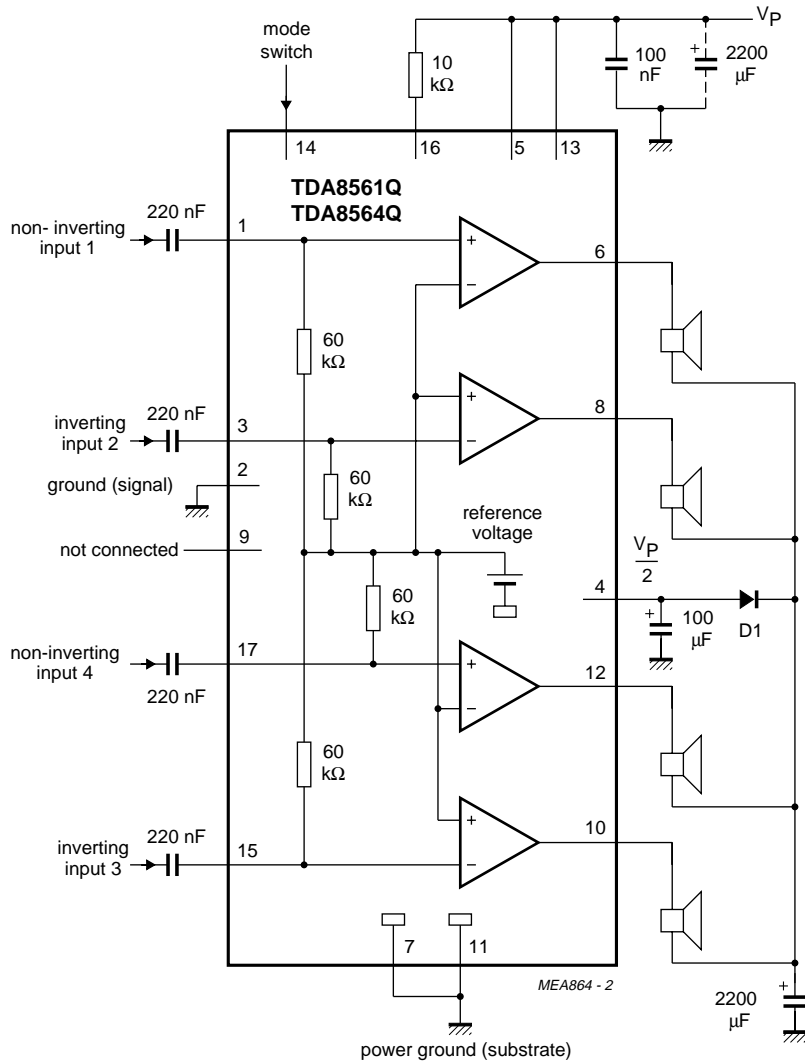 mode
switch
V_P
10
kΩ
100
nF
+
2200
μF
14
16
5
13
TDA8561Q
TDA8564Q
non- inverting
input 1
220 nF
1
+
−
6
60
kΩ
inverting
input 2
220 nF
3
+
−
8
2
ground (signal)
60
kΩ
9
not connected
reference
voltage
V_P
2
4
+
100
μF
D1
60
kΩ
non-inverting
input 4
17
220 nF
+
−
12
60
kΩ
inverting
input 3
220 nF
15
+
−
10
7
11
MEA864 - 2
+
2200
μF
power ground (substrate)